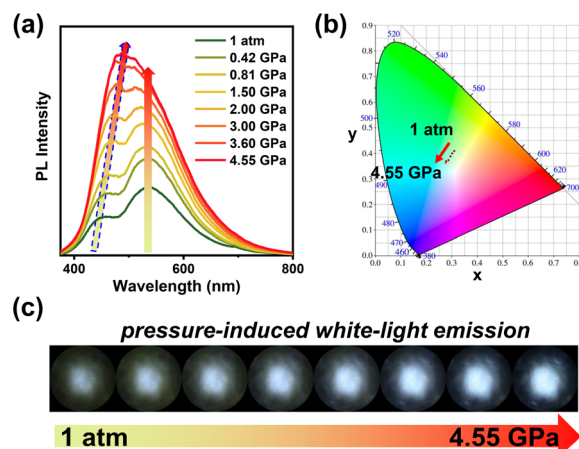 (a)
PL Intensity
1 atm
0.42 GPa
0.81 GPa
1.50 GPa
2.00 GPa
3.00 GPa
3.60 GPa
4.55 GPa
400 600 800
Wavelength (nm)
(b)
0.9
0.8
0.7
0.6
0.5
0.4
0.3
0.2
0.1
0.0
y
520
540
560
500
580
600
620
700
490
480
470
460
380
1 atm
4.55 GPa
0.0 0.1 0.2 0.3 0.4 0.5 0.6 0.7 0.8
x
(c)
pressure-induced white-light emission
1 atm 4.55 GPa